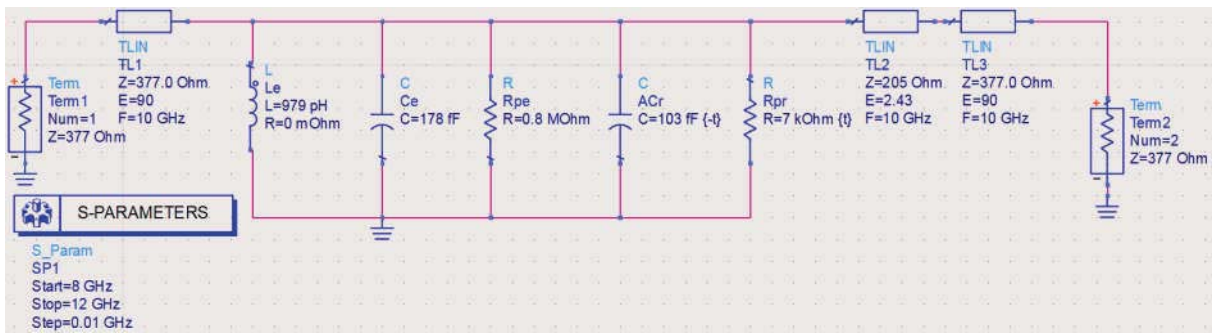 TLIN
TL1
Z=377.0 Ohm
E=90
F=10 GHz
+
Term
Term1
Num=1
Z=377 Ohm
-
L
Le
L=979 pH
R=0 mOhm
C
Ce
C=178 fF
R
Rpe
R=0.8 MOhm
C
ACr
C=103 fF {-t}
R
Rpr
R=7 kOhm {t}
TLIN
TL2
Z=205 Ohm
E=2.43
F=10 GHz
TLIN
TL3
Z=377.0 Ohm
E=90
F=10 GHz
+
Term
Term2
Num=2
Z=377 Ohm
-
S-PARAMETERS
S_Param
SP1
Start=8 GHz
Stop=12 GHz
Step=0.01 GHz